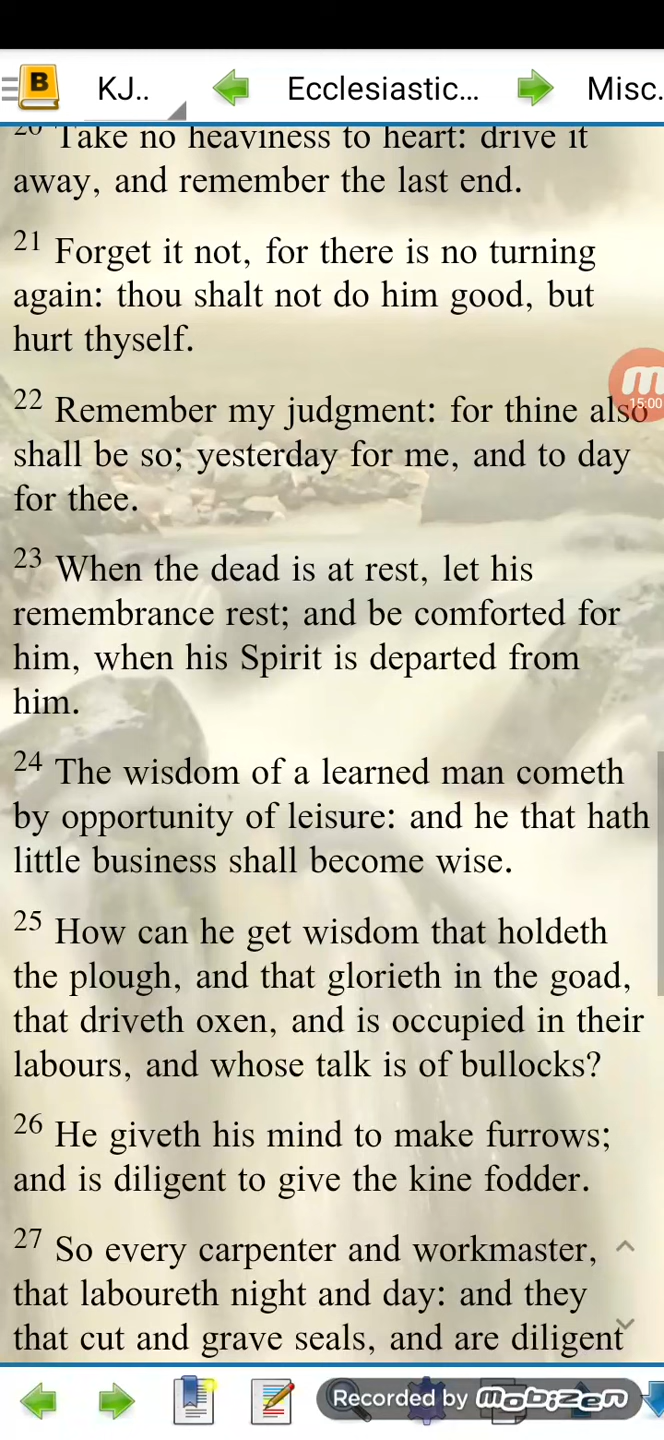 B KJ.. Ecclesiastic... Misc.
20 Take no heaviness to heart: drive it
away, and remember the last end.
21 Forget it not, for there is no turning
again: thou shalt not do him good, but
hurt thyself.
m
15:00
22 Remember my judgment: for thine also
shall be so; yesterday for me, and to day
for thee.
23 When the dead is at rest, let his
remembrance rest; and be comforted for
him, when his Spirit is departed from
him.
24 The wisdom of a learned man cometh
by opportunity of leisure: and he that hath
little business shall become wise.
25 How can he get wisdom that holdeth
the plough, and that glorieth in the goad,
that driveth oxen, and is occupied in their
labours, and whose talk is of bullocks?
26 He giveth his mind to make furrows;
and is diligent to give the kine fodder.
27 So every carpenter and workmaster,
that laboureth night and day: and they
that cut and grave seals, and are diligent
Recorded by mobizen